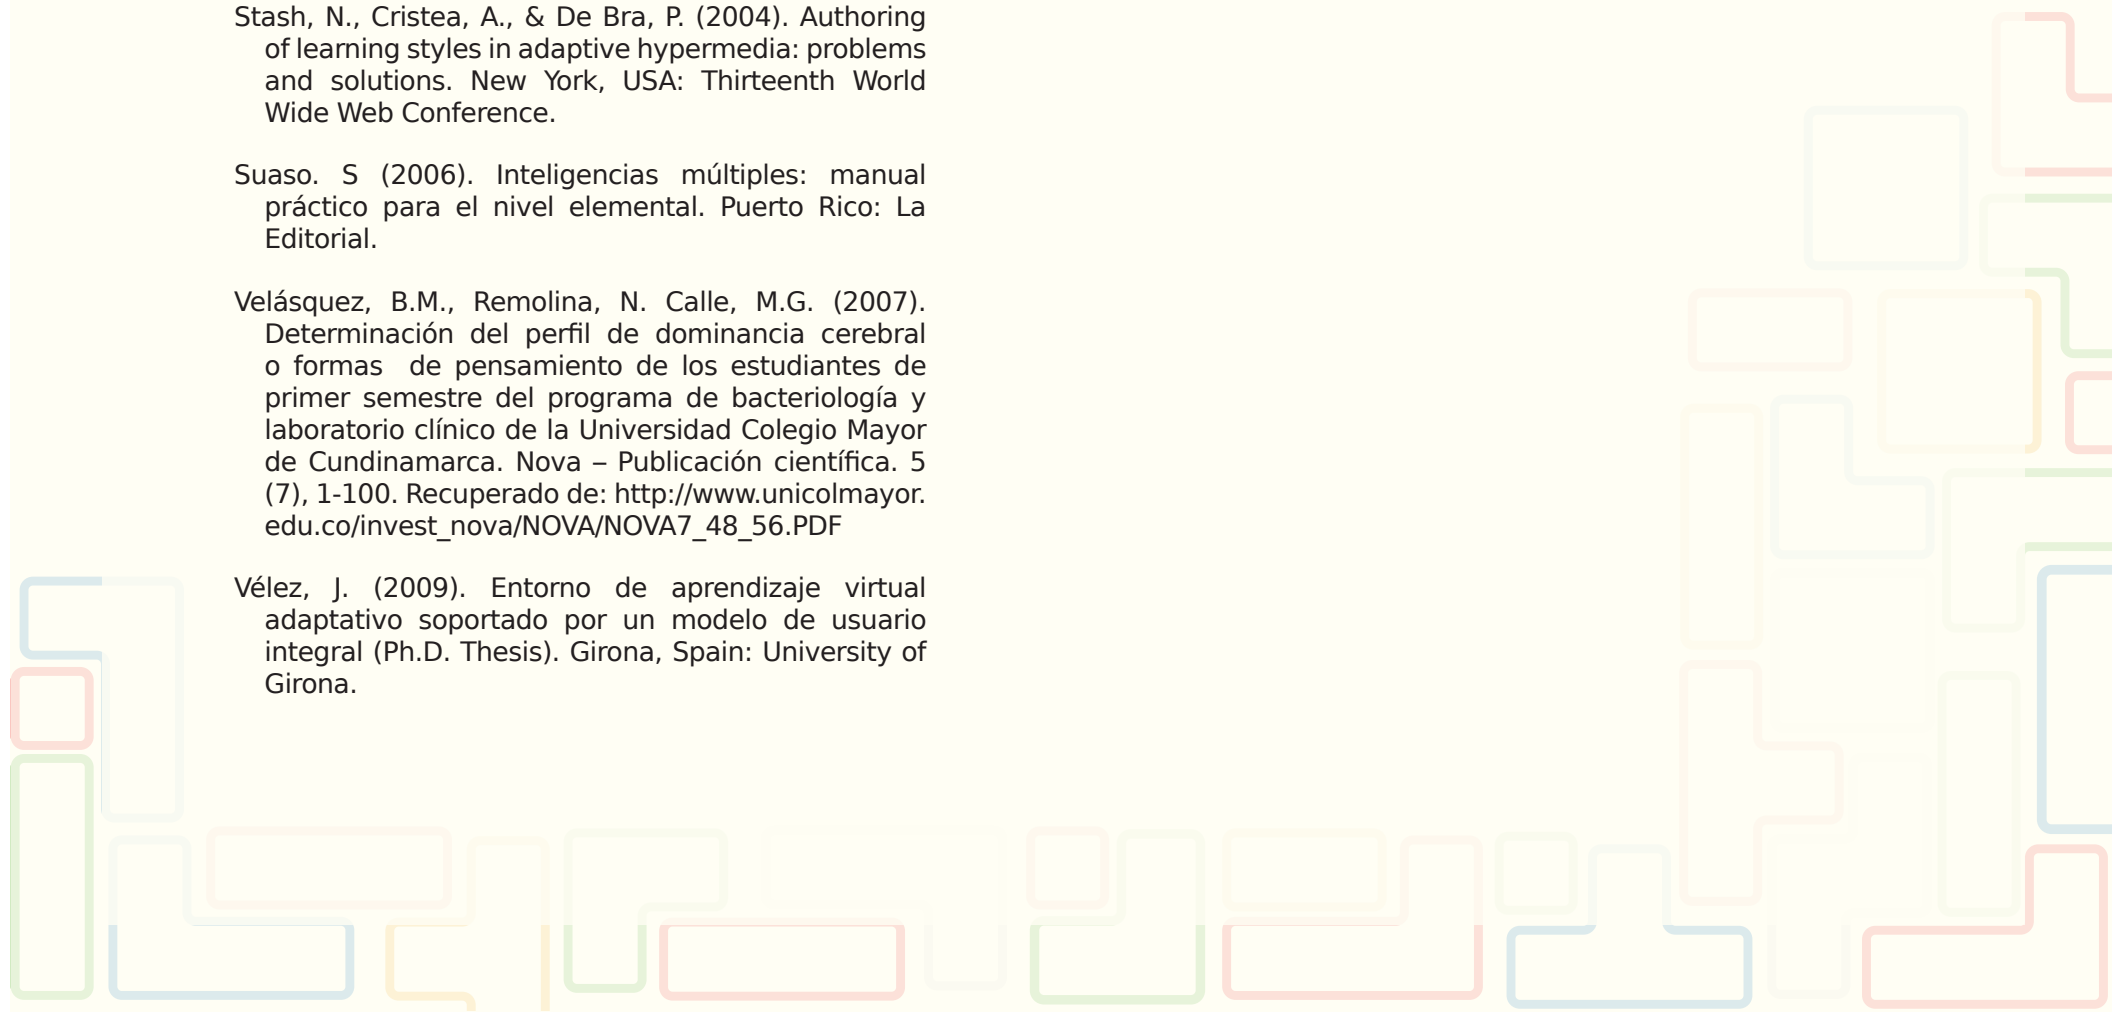 Stash, N., Cristea, A., & De Bra, P. (2004). Authoring
of learning styles in adaptive hypermedia: problems
and solutions. New York, USA: Thirteenth World
Wide Web Conference.
Suaso. S (2006). Inteligencias múltiples: manual
práctico para el nivel elemental. Puerto Rico: La
Editorial.
Velásquez, B.M., Remolina, N. Calle, M.G. (2007).
Determinación del perfil de dominancia cerebral
o formas de pensamiento de los estudiantes de
primer semestre del programa de bacteriología y
laboratorio clínico de la Universidad Colegio Mayor
de Cundinamarca. Nova – Publicación científica. 5
(7), 1-100. Recuperado de: http://www.unicolmayor.
edu.co/invest_nova/NOVA/NOVA7_48_56.PDF
Vélez, J. (2009). Entorno de aprendizaje virtual
adaptativo soportado por un modelo de usuario
integral (Ph.D. Thesis). Girona, Spain: University of
Girona.